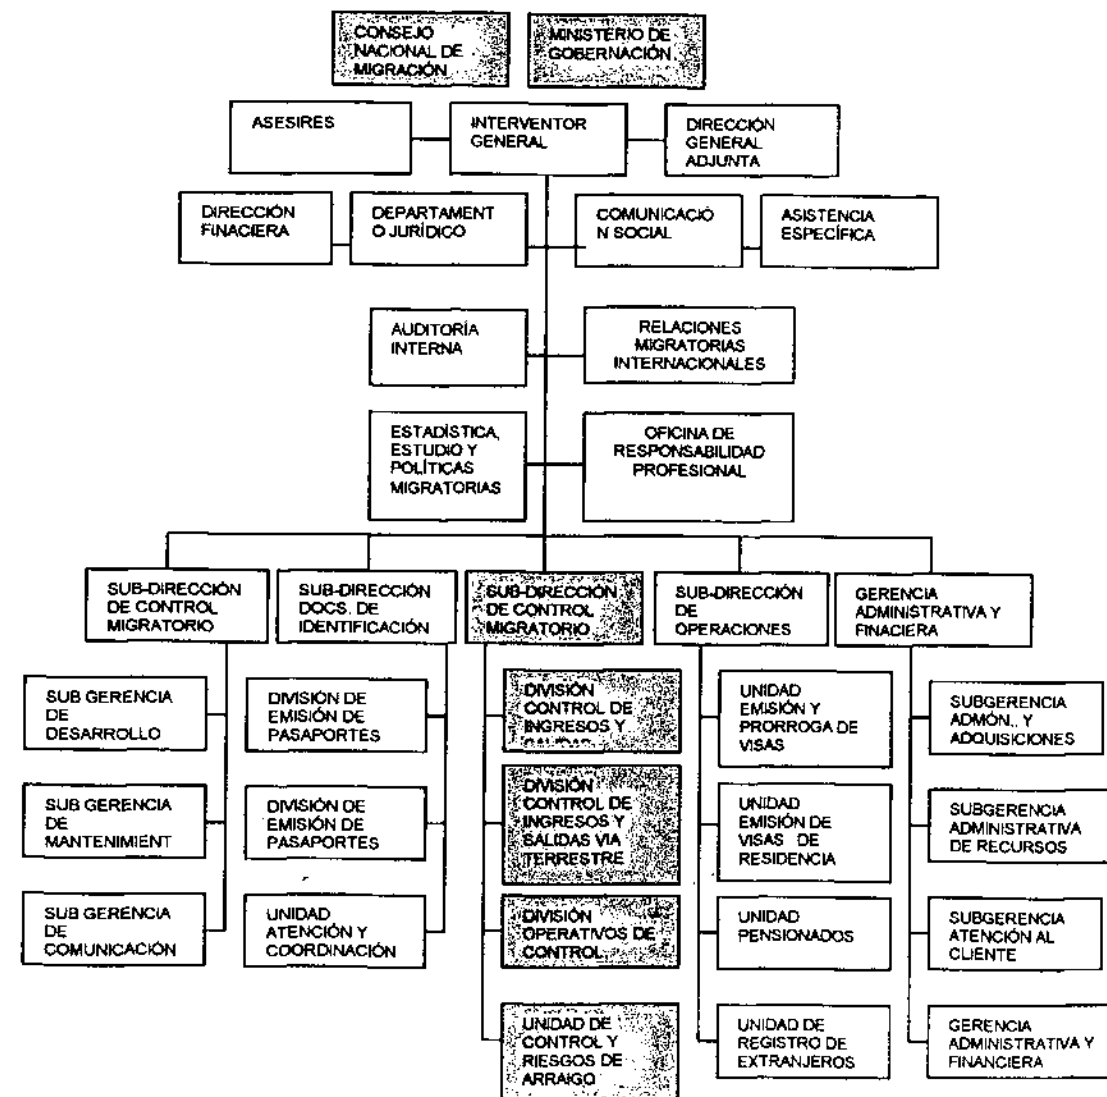 CONSEJO
NACIONAL DE
MIGRACIÓN
MINISTERIO DE
GOBERNACIÓN.
ASESIRES
INTERVENTOR
GENERAL
DIRECCIÓN
GENERAL
ADJUNTA
DIRECCIÓN
FINACIERA
DEPARTAMENT
O JURÍDICO
COMUNICACIÓ
N SOCIAL
ASISTENCIA
ESPECÍFICA
AUDITORÍA
INTERNA
RELACIONES
MIGRATORIAS
INTERNACIONALES
ESTADÍSTICA,
ESTUDIO Y
POLÍTICAS
MIGRATORIAS
OFICINA DE
RESPONSABILIDAD
PROFESIONAL
SUB-DIRECCIÓN
DE CONTROL
MIGRATORIO
SUB-DIRECCIÓN
DOCS. DE
IDENTIFICACIÓN
SUB-DIRECCIÓN
DE CONTROL
MIGRATORIO
SUB-DIRECCIÓN
DE
OPERACIONES
GERENCIA
ADMINISTRATIVA Y
FINACIERA
SUB GERENCIA
DE
DESARROLLO
DIVISIÓN DE
EMISIÓN DE
PASAPORTES
DIVISIÓN
CONTROL DE
INGRESOS Y
UNIDAD
EMISIÓN Y
PRORROGA DE
VISAS
SUBGERENCIA
ADMÓN., Y
ADQUISICIONES
SUB GERENCIA
DE
MANTENIMIENT
DIVISIÓN DE
EMISIÓN DE
PASAPORTES
DIVISIÓN
CONTROL DE
INGRESOS Y
SALIDAS VIA
TERRESTRE
UNIDAD
EMISIÓN DE
VISAS DE
RESIDENCIA
SUBGERENCIA
ADMINISTRATIVA
DE RECURSOS
SUB GERENCIA
DE
COMUNICACIÓN
UNIDAD
ATENCIÓN Y
COORDINACIÓN
DIVISIÓN
OPERATIVOS DE
CONTROL
UNIDAD
PENSIONADOS
SUBGERENCIA
ATENCIÓN AL
CLIENTE
UNIDAD DE
CONTROL Y
RIESGOS DE
ARRAIGO
UNIDAD DE
REGISTRO DE
EXTRANJEROS
GERENCIA
ADMINISTRATIVA Y
FINANCIERA